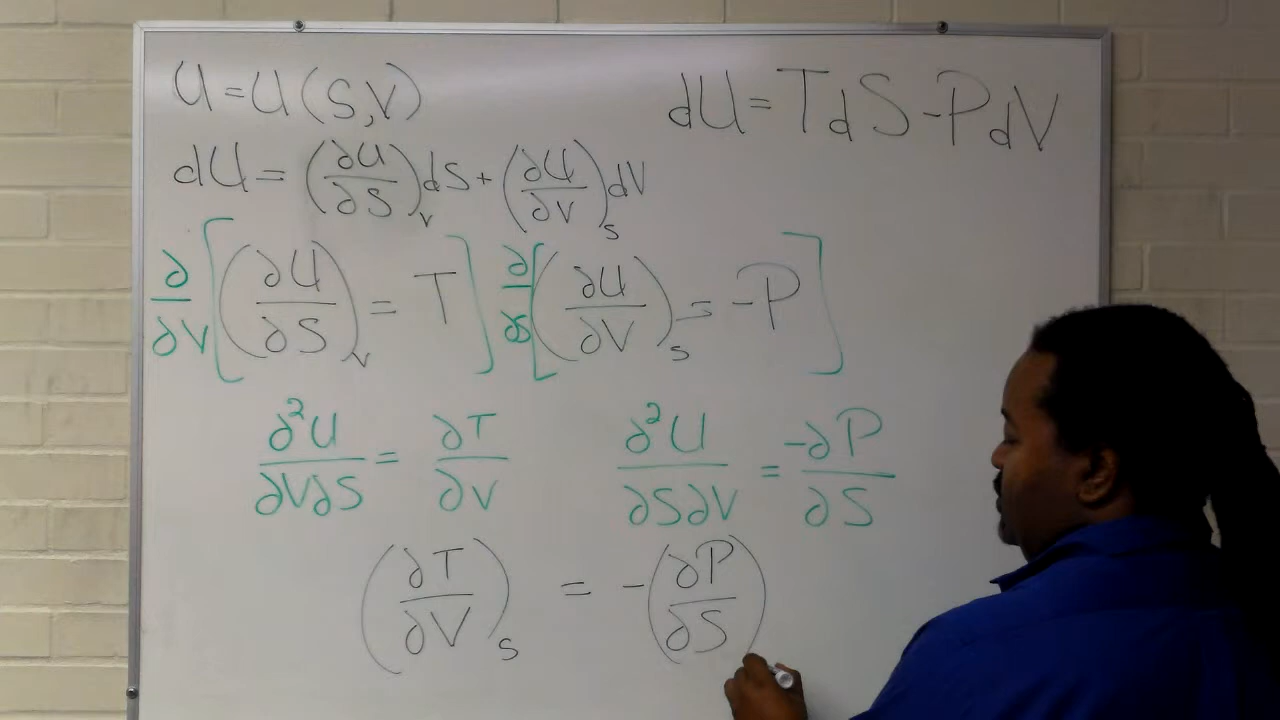 U = U(S,V)
dU = TdS - PdV
dU = (∂U/∂S)_V dS + (∂U/∂V)_S dV
∂/∂V [(∂U/∂S)_V = T] ∂/∂S [(∂U/∂V)_S = -P]
∂²U/∂V∂S = ∂T/∂V
∂²U/∂S∂V = -∂P/∂S
(∂T/∂V)_S = -(∂P/∂S)